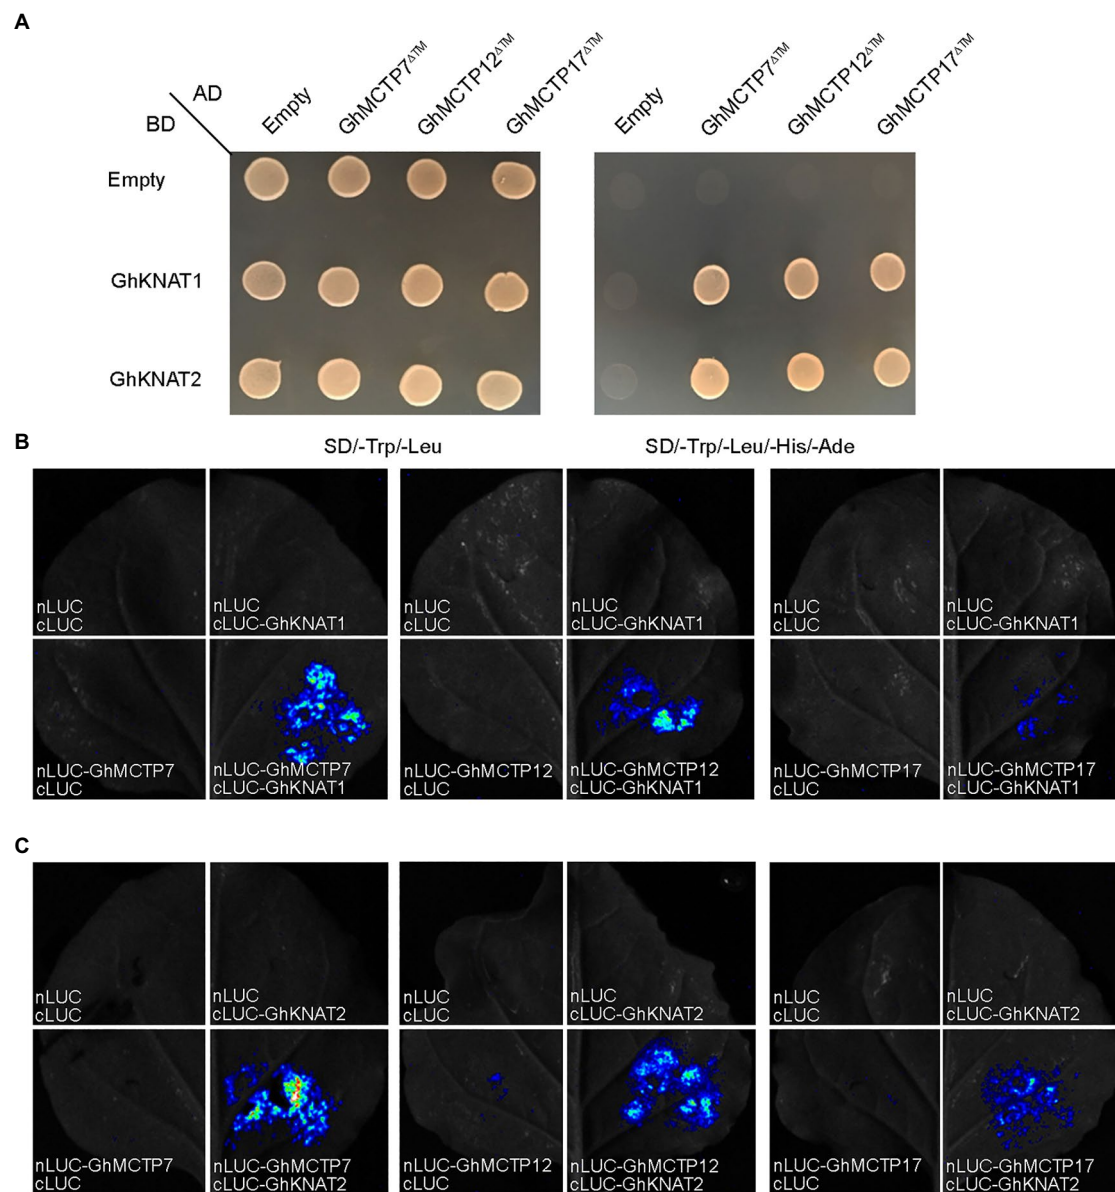 A
AD
BD
Empty
GhMCTP7ΔTM
GhMCTP12ΔTM
GhMCTP17ΔTM
Empty
GhMCTP7ΔTM
GhMCTP12ΔTM
GhMCTP17ΔTM
Empty
GhKNAT1
GhKNAT2
SD/-Trp/-Leu
SD/-Trp/-Leu/-His/-Ade
B
nLUC
cLUC
nLUC
cLUC-GhKNAT1
nLUC
cLUC
nLUC
cLUC-GhKNAT1
nLUC
cLUC
nLUC
cLUC-GhKNAT1
nLUC-GhMCTP7
cLUC
nLUC-GhMCTP7
cLUC-GhKNAT1
nLUC-GhMCTP12
cLUC
nLUC-GhMCTP12
cLUC-GhKNAT1
nLUC-GhMCTP17
cLUC
nLUC-GhMCTP17
cLUC-GhKNAT1
C
nLUC
cLUC
nLUC
cLUC-GhKNAT2
nLUC
cLUC
nLUC
cLUC-GhKNAT2
nLUC
cLUC
nLUC
cLUC-GhKNAT2
nLUC-GhMCTP7
cLUC
nLUC-GhMCTP7
cLUC-GhKNAT2
nLUC-GhMCTP12
cLUC
nLUC-GhMCTP12
cLUC-GhKNAT2
nLUC-GhMCTP17
cLUC
nLUC-GhMCTP17
cLUC-GhKNAT2